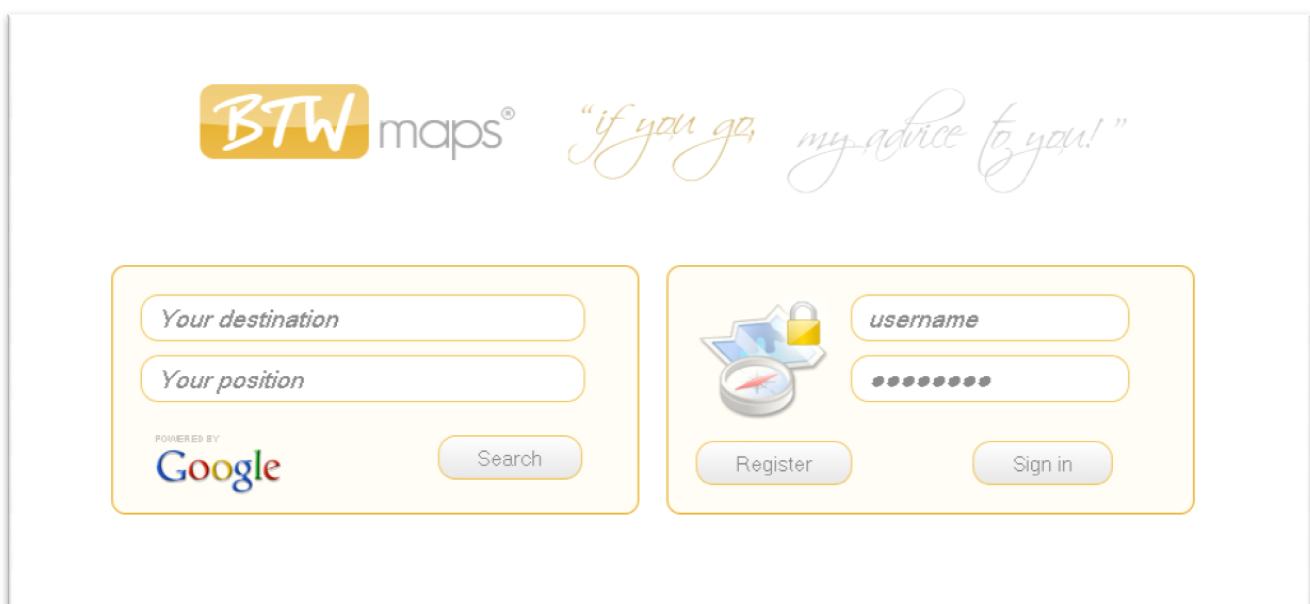 BTW maps®
“if you go, my advice to you!”
Your destination
Your position
POWERED BY
Google
Search
username
••••••••
Register
Sign in